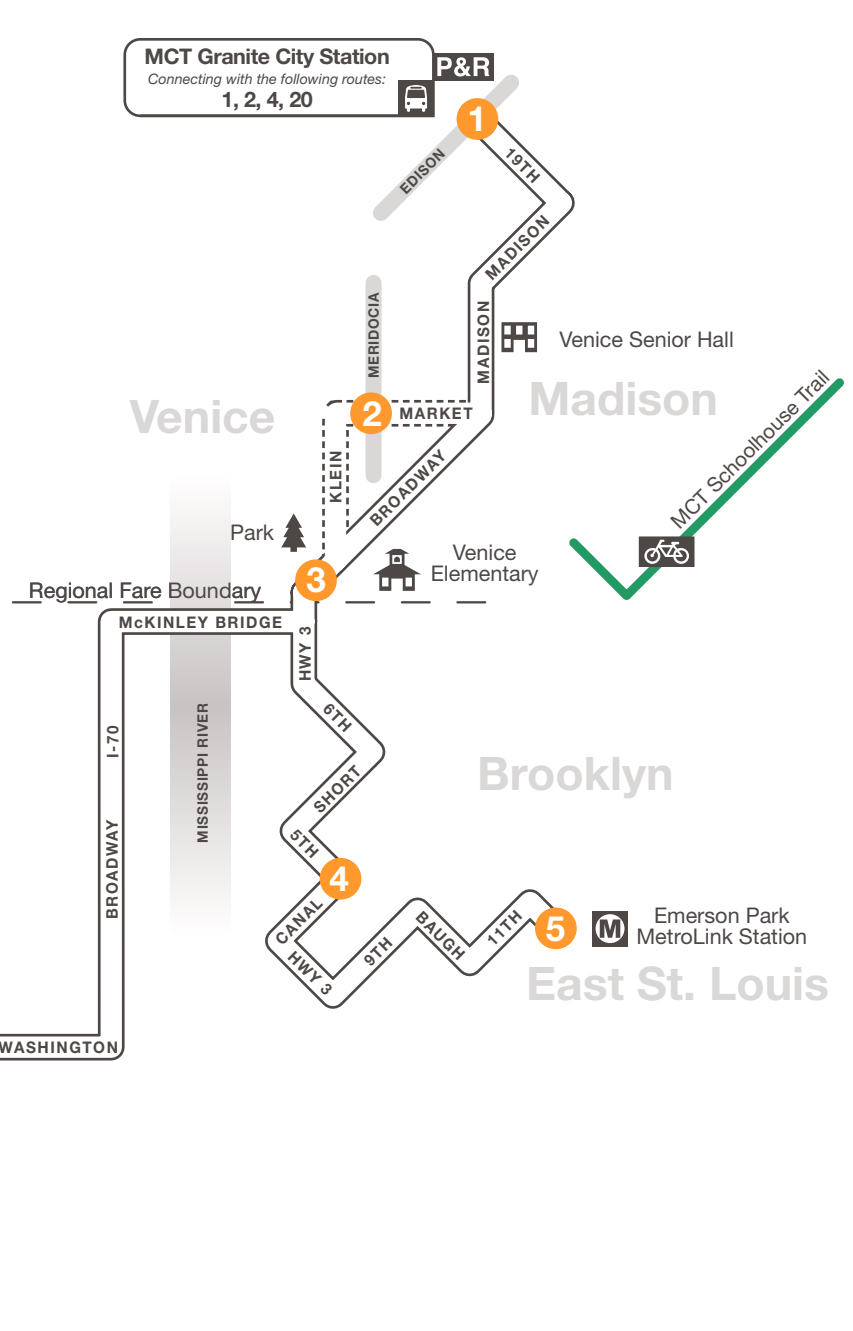 MCT Granite City Station
Connecting with the following routes:
1, 2, 4, 20
P&R
1
19TH
EDISON
MADISON
MERIDOCIA
MADISON
Venice Senior Hall
Madison
Venice
2
MARKET
MCT Schoolhouse Trail
KLEIN
BROADWAY
Park
Venice
Elementary
3
Regional Fare Boundary
McKINLEY BRIDGE
HWY 3
6TH
I-70
MISSISSIPPI RIVER
Brooklyn
SHORT
5TH
BROADWAY
4
CANAL
HWY 3
9TH
BAUGH
11TH
5
M
Emerson Park
MetroLink Station
East St. Louis
WASHINGTON